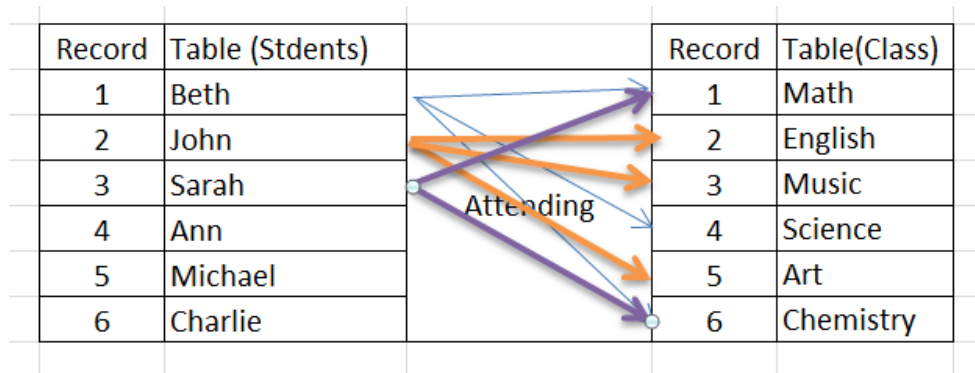 Record Table (Stdents) Record Table(Class)
1 Beth 1 Math
2 John 2 English
3 Sarah 3 Music
Attending
4 Ann 4 Science
5 Michael 5 Art
6 Charlie 6 Chemistry